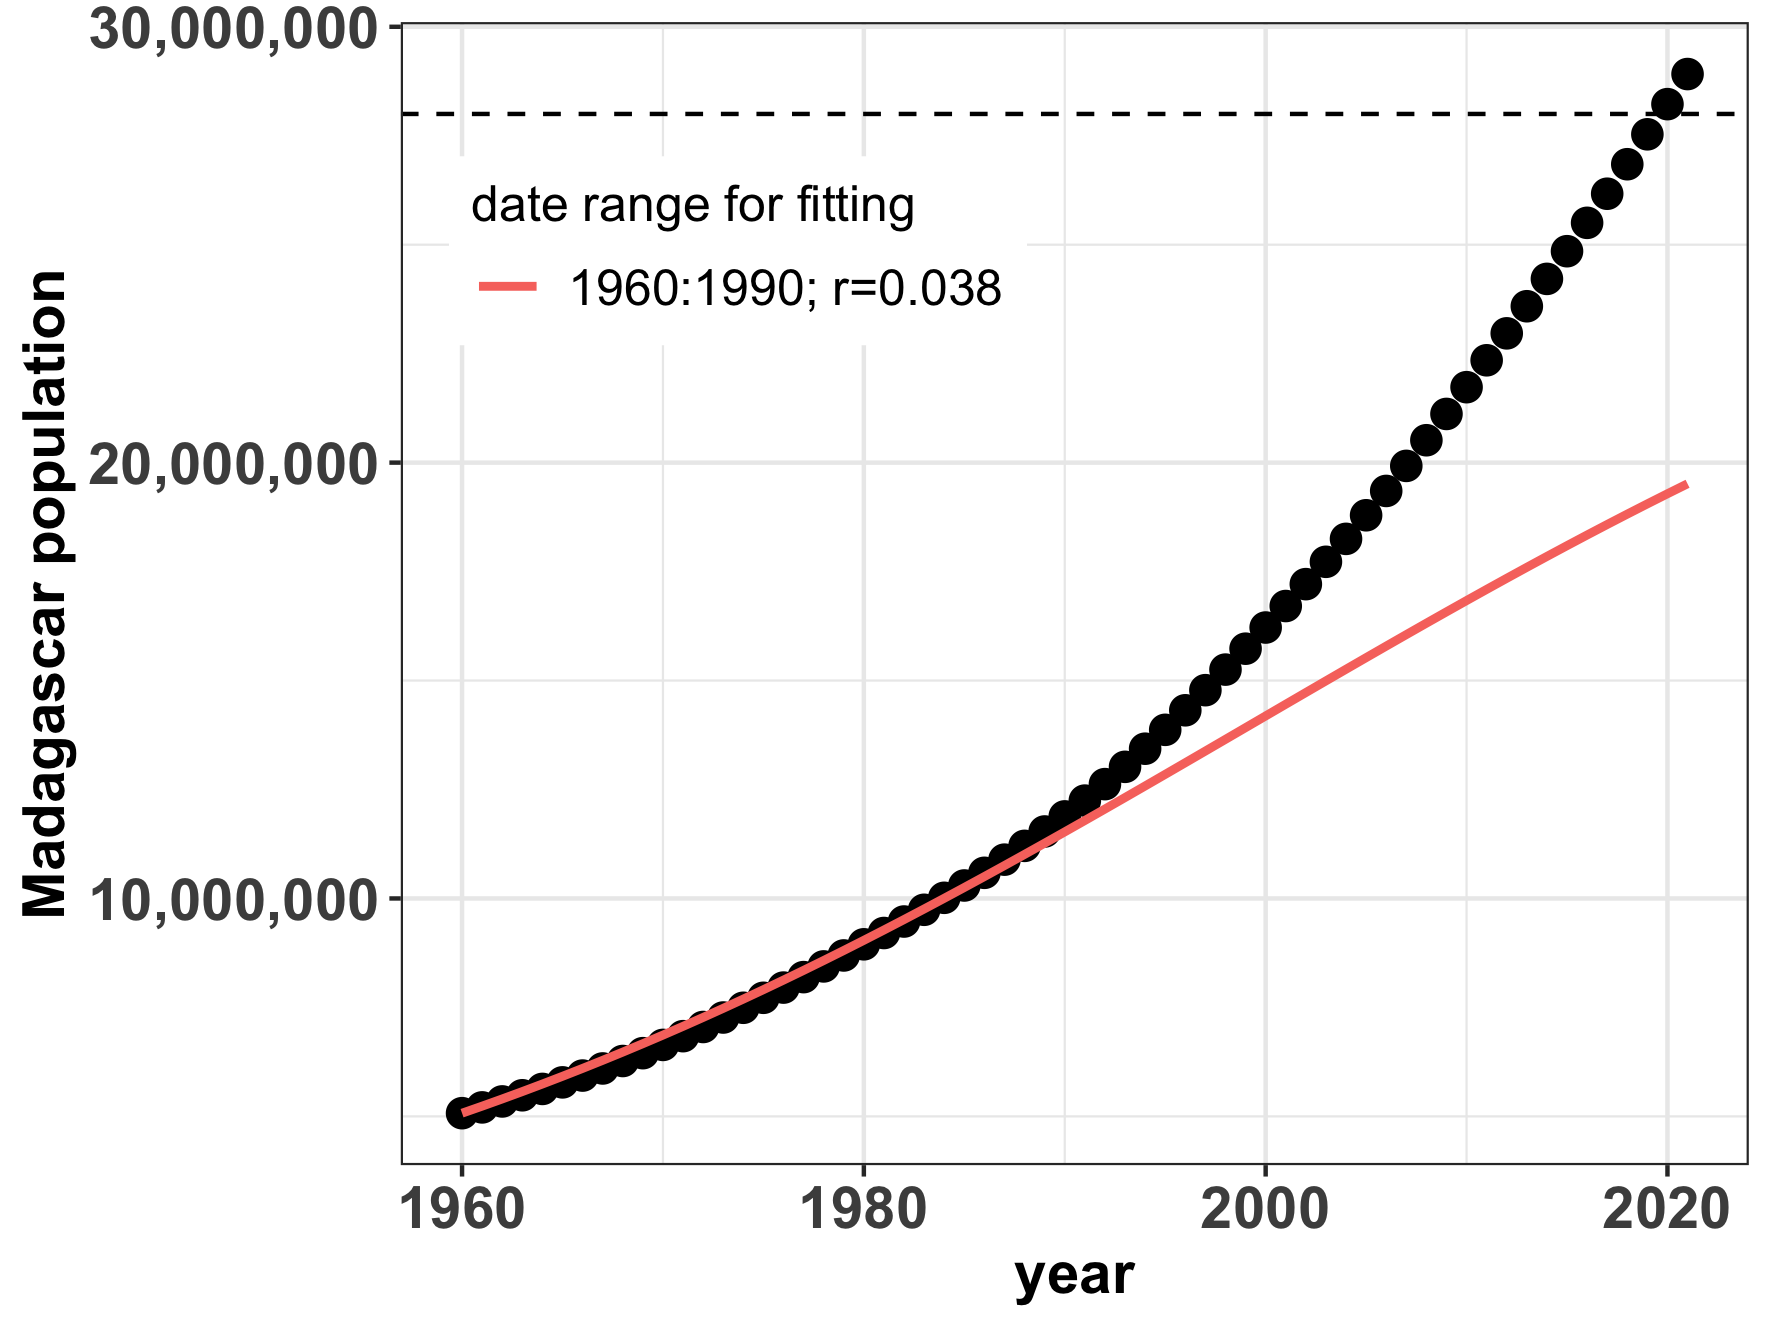 30,000,000
20,000,000
10,000,000
Madagascar population
date range for fitting
1960:1990; r=0.038
1960 1980 2000 2020
year